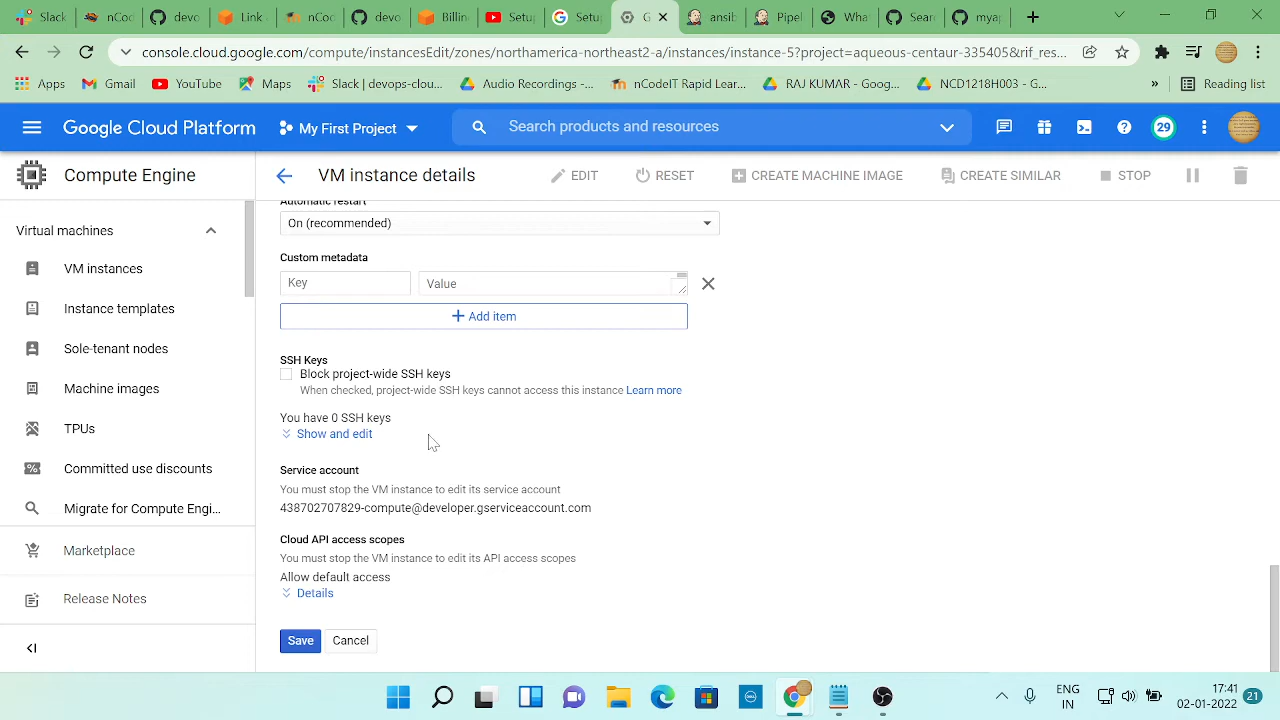 devo
Link
nCo
devo
Billin
Setup
Setu
G
ansib
Pipel
Wha
Sear
myap
console.cloud.google.com/compute/instancesEdit/zones/northamerica-northeast2-a/instances/instance-5?project=aqueous-centaur-335405&rif_res...
Apps
Gmail
YouTube
Maps
Slack | devops-clou...
Audio Recordings -...
nCodeIT Rapid Lear...
RAJ KUMAR - Goog...
NCD1218H003 - G...
»
Reading list
Google Cloud Platform
My First Project
Search products and resources
29
Compute Engine
VM instance details
EDIT
RESET
CREATE MACHINE IMAGE
CREATE SIMILAR
STOP
Virtual machines
VM instances
Instance templates
Sole-tenant nodes
Machine images
TPUs
Committed use discounts
Migrate for Compute Engi...
Marketplace
Release Notes
Automatic restart
On (recommended)
Custom metadata
Key
Value
+ Add item
SSH Keys
Block project-wide SSH keys
When checked, project-wide SSH keys cannot access this instance Learn more
You have 0 SSH keys
Show and edit
Service account
You must stop the VM instance to edit its service account
438702707829-compute@developer.gserviceaccount.com
Cloud API access scopes
You must stop the VM instance to edit its API access scopes
Allow default access
Details
Save
Cancel
ENG
IN
17:41
02-01-2022
21